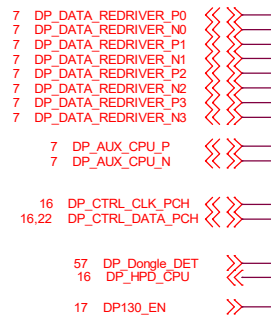 7 DP_DATA_REDRIVER_P0
7 DP_DATA_REDRIVER_N0
7 DP_DATA_REDRIVER_P1
7 DP_DATA_REDRIVER_N1
7 DP_DATA_REDRIVER_P2
7 DP_DATA_REDRIVER_N2
7 DP_DATA_REDRIVER_P3
7 DP_DATA_REDRIVER_N3
7 DP_AUX_CPU_P
7 DP_AUX_CPU_N
16 DP_CTRL_CLK_PCH
16,22 DP_CTRL_DATA_PCH
57 DP_Dongle_DET
16 DP_HPD_CPU
17 DP130_EN